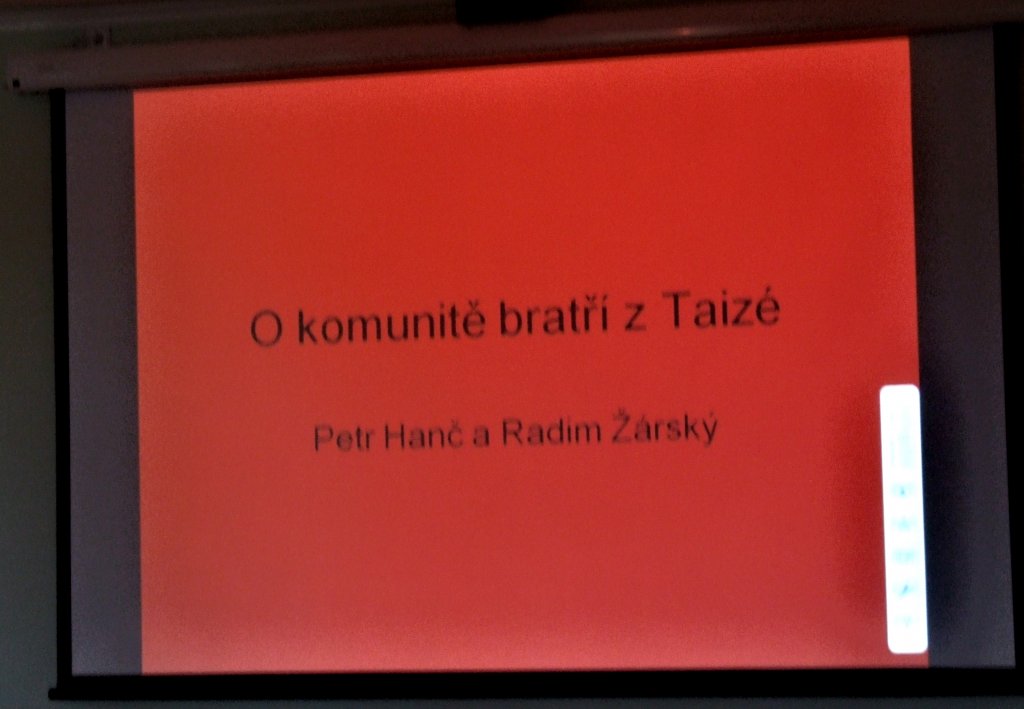 O komunitě bratří z Taizé
Petr Hanč a Radim Žárský